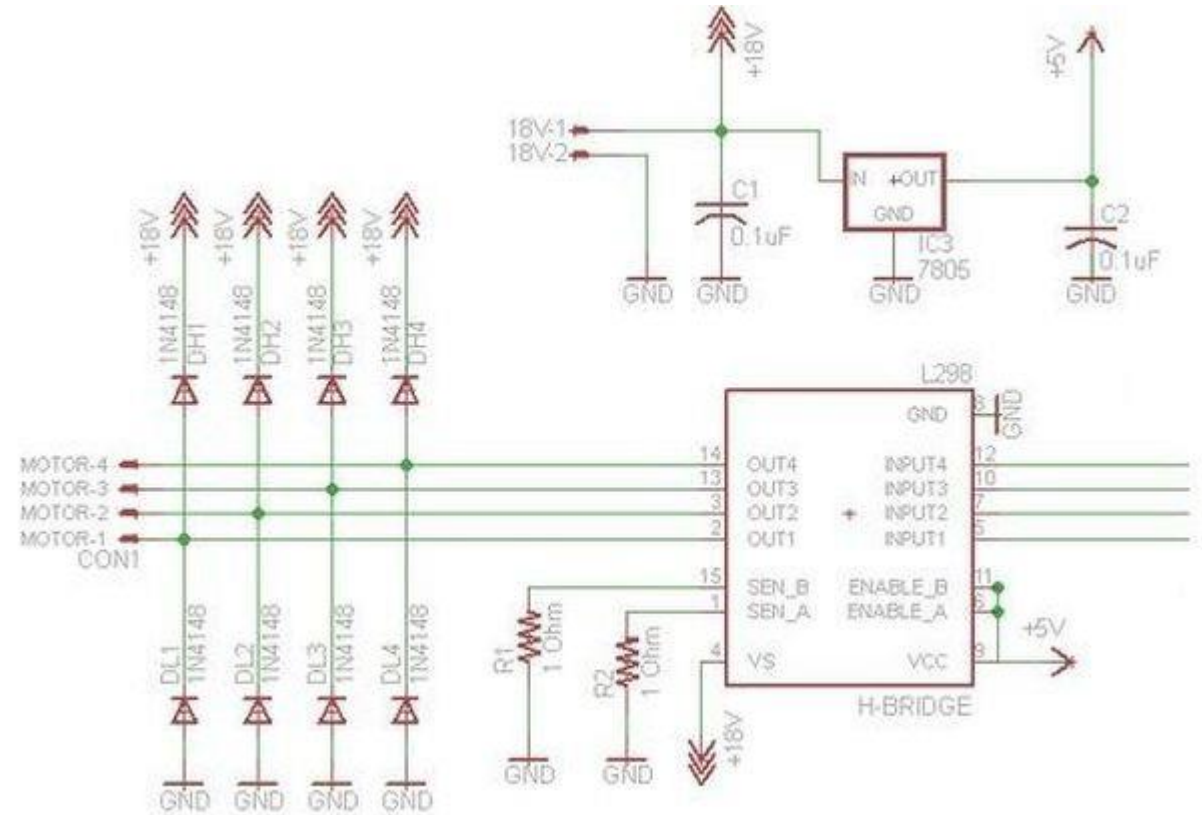 +18V
+5V
18V-1
18V-2
IN +OUT
GND
C1
0.1uF
C2
0.1uF
IC3
7805
GND
GND
GND
GND
+18V
+18V
+18V
+18V
1N4148
DH1
1N4148
DH2
1N4148
DH3
1N4148
DH4
L298
GND
8
GND
MOTOR-4
14
OUT4
INPUT4
12
MOTOR-3
13
OUT3
INPUT3
10
MOTOR-2
3
OUT2
INPUT2
7
MOTOR-1
2
OUT1
INPUT1
5
CON1
15
SEN_B
ENABLE_B
11
1
SEN_A
ENABLE_A
6
4
VS
VCC
9
+5V
H-BRIDGE
R1
1 Ohm
R2
1 Ohm
+18V
GND
GND
DL1
1N4148
DL2
1N4148
DL3
1N4148
DL4
1N4148
GND
GND
GND
GND